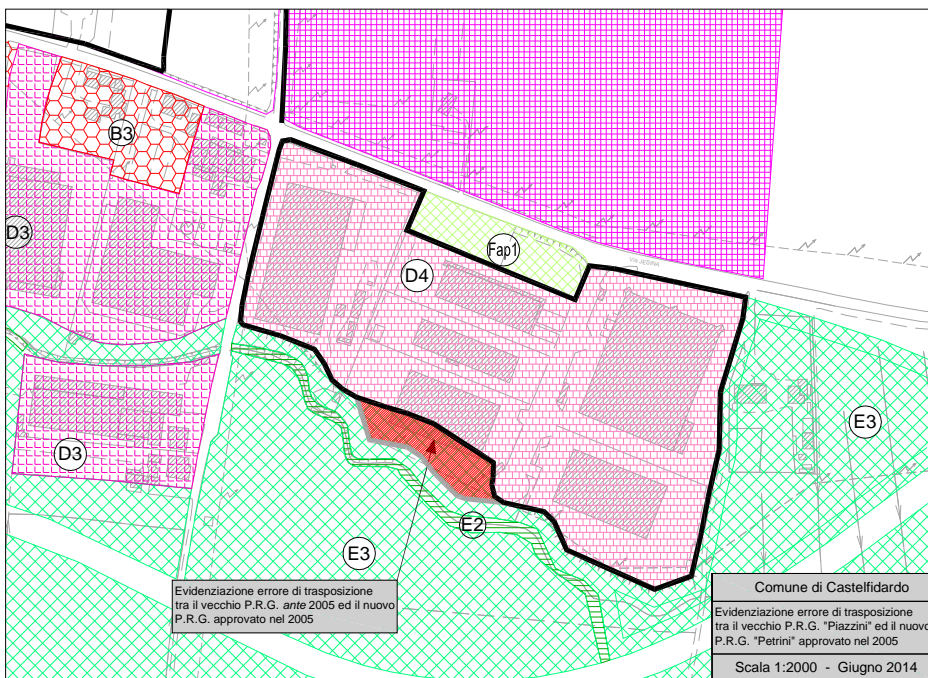 B3
D3
Fap1
Via JESINA
D4
E3
D3
E2
E3
Evidenziazione errore di trasposizione
tra il vecchio P.R.G. ante 2005 ed il nuovo
P.R.G. approvato nel 2005
Comune di Castelfidardo
Evidenziazione errore di trasposizione
tra il vecchio P.R.G. "Piazzini" ed il nuovo
P.R.G. "Petrini" approvato nel 2005
Scala 1:2000 - Giugno 2014